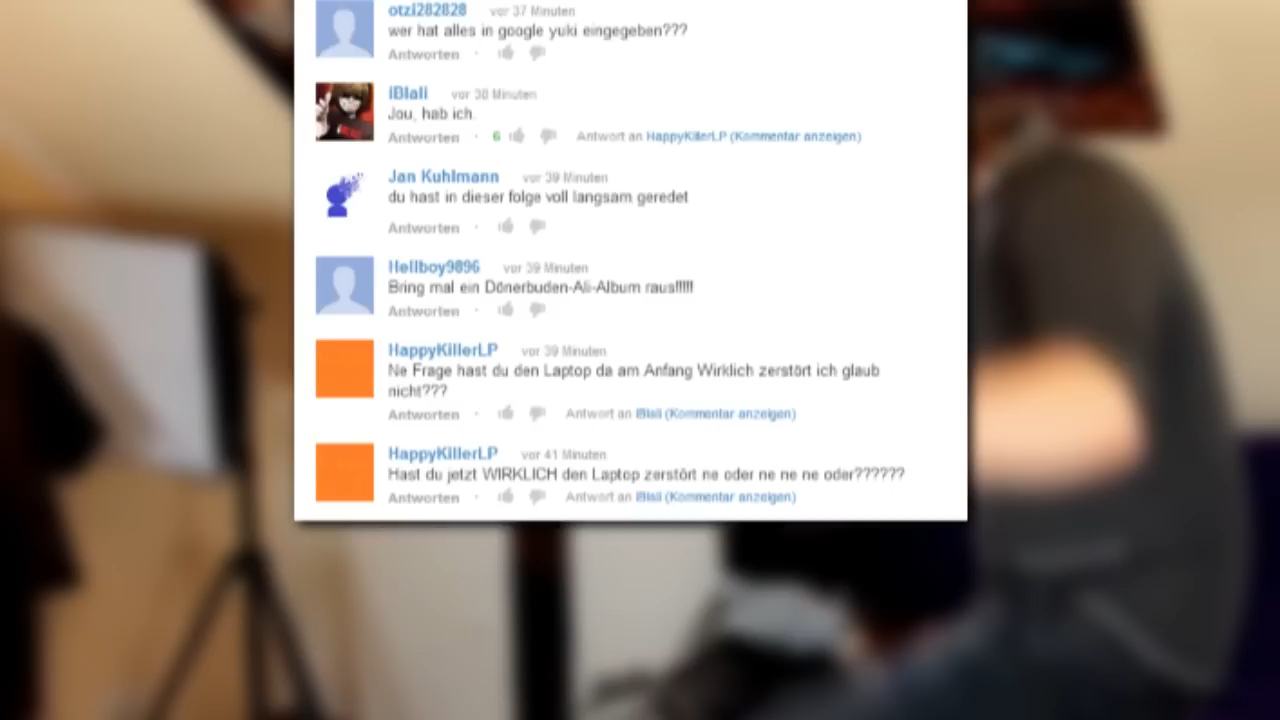 otzi282828 vor 37 Minuten
wer hat alles in google yuki eingegeben???
Antworten ·
iBlali vor 38 Minuten
Jou, hab ich.
Antworten · 6 Antwort an HappyKillerLP (Kommentar anzeigen)
Jan Kuhlmann vor 39 Minuten
du hast in dieser folge voll langsam geredet
Antworten ·
Hellboy9896 vor 39 Minuten
Bring mal ein Dönerbuden-Ali-Album raus!!!!!
Antworten ·
HappyKillerLP vor 39 Minuten
Ne Frage hast du den Laptop da am Anfang Wirklich zerstört ich glaub
nicht???
Antworten · Antwort an iBlali (Kommentar anzeigen)
HappyKillerLP vor 41 Minuten
Hast du jetzt WIRKLICH den Laptop zerstört ne oder ne ne ne oder??????
Antworten · Antwort an iBlali (Kommentar anzeigen)